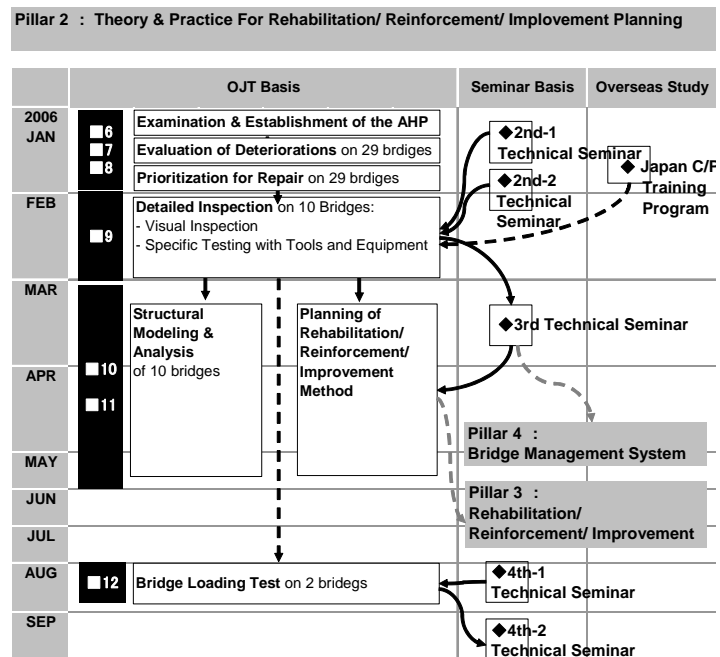 Pillar 2 : Theory & Practice For Rehabilitation/ Reinforcement/ Implovement Planning
OJT Basis
Seminar Basis
Overseas Study
2006
JAN
■6
■7
■8
Examination & Establishment of the AHP
Evaluation of Deteriorations on 29 brdiges
Prioritization for Repair on 29 briefges
◆2nd-1
Technical Seminar
◆2nd-2
Technical
Seminar
◆Japan C/P
Training
Program
FEB
■9
Detailed Inspection on 10 Bridges:
- Visual Inspection
- Specific Testing with Tools and Equipment
MAR
Structural
Modeling &
Analysis
of 10 bridges
Planning of
Rehabilitation/
Reinforcement/
Improvement
Method
◆3rd Technical Seminar
APR
■10
■11
Pillar 4 :
Bridge Management System
MAY
Pillar 3 :
Rehabilitation/
Reinforcement/ Improvement
JUN
JUL
AUG
■12
Bridge Loading Test on 2 bridegs
◆4th-1
Technical Seminar
SEP
◆4th-2
Technical Seminar